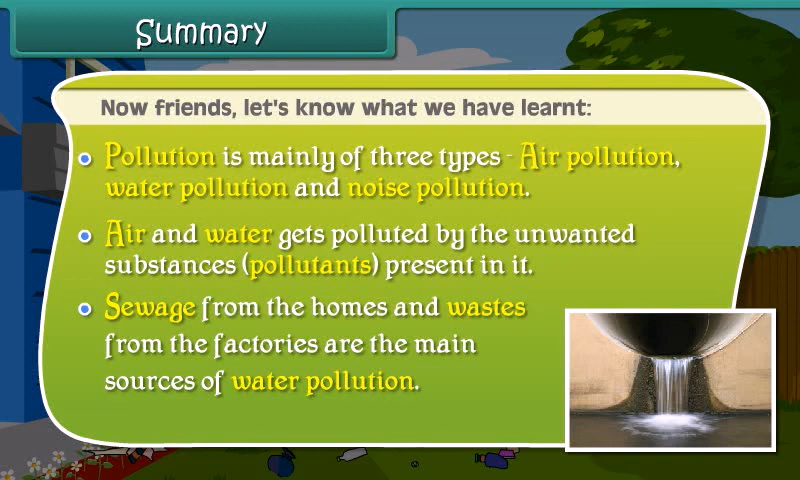 Summary
Now friends, let's know what we have learnt:
Pollution is mainly of three types - Air pollution,
water pollution and noise pollution.
Air and water gets polluted by the unwanted
substances (pollutants) present in it.
Sewage from the homes and wastes
from the factories are the main
sources of water pollution.